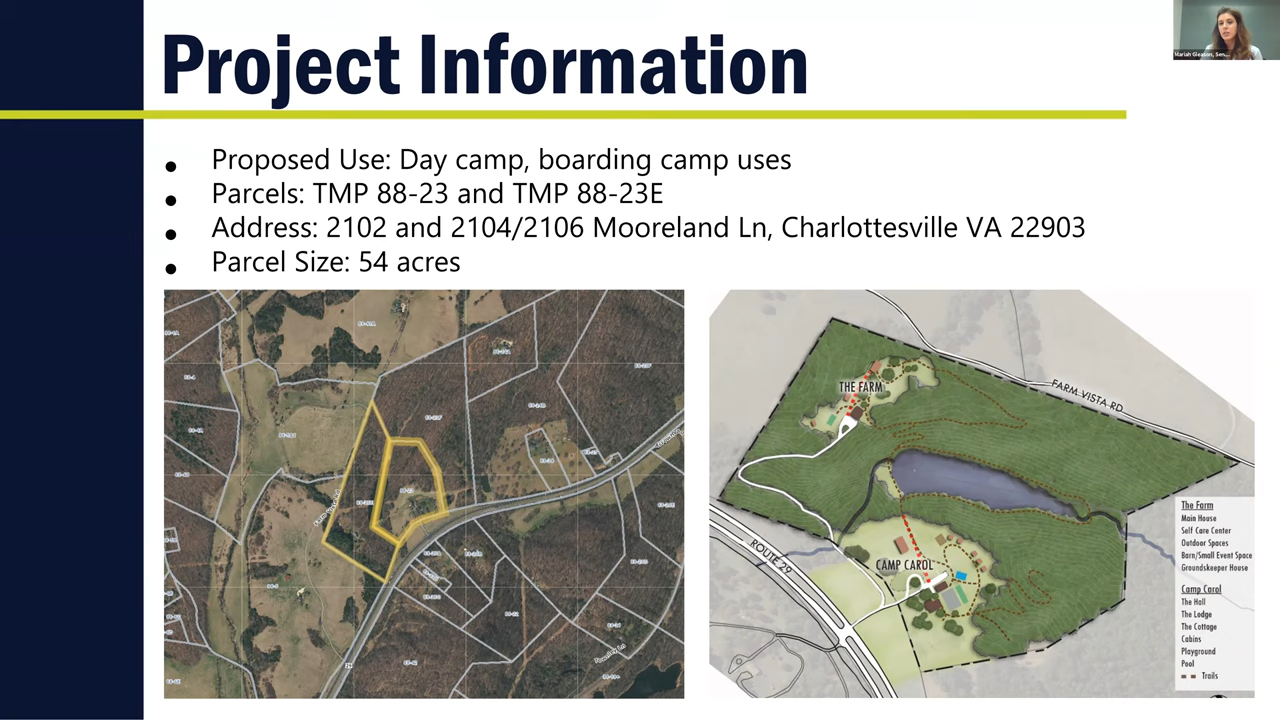 Project Information
Mariah Gleason, Sen...
Proposed Use: Day camp, boarding camp uses
Parcels: TMP 88-23 and TMP 88-23E
Address: 2102 and 2104/2106 Mooreland Ln, Charlottesville VA 22903
Parcel Size: 54 acres
THE FARM
FARM VISTA RD
ROUTE 29
CAMP CAROL
The Farm
Main House
Self Care Center
Outdoor Spaces
Barn/Small Event Space
Groundskeeper House
Camp Carol
The Hall
The Lodge
The Cottage
Cabins
Playground
Pool
Trails